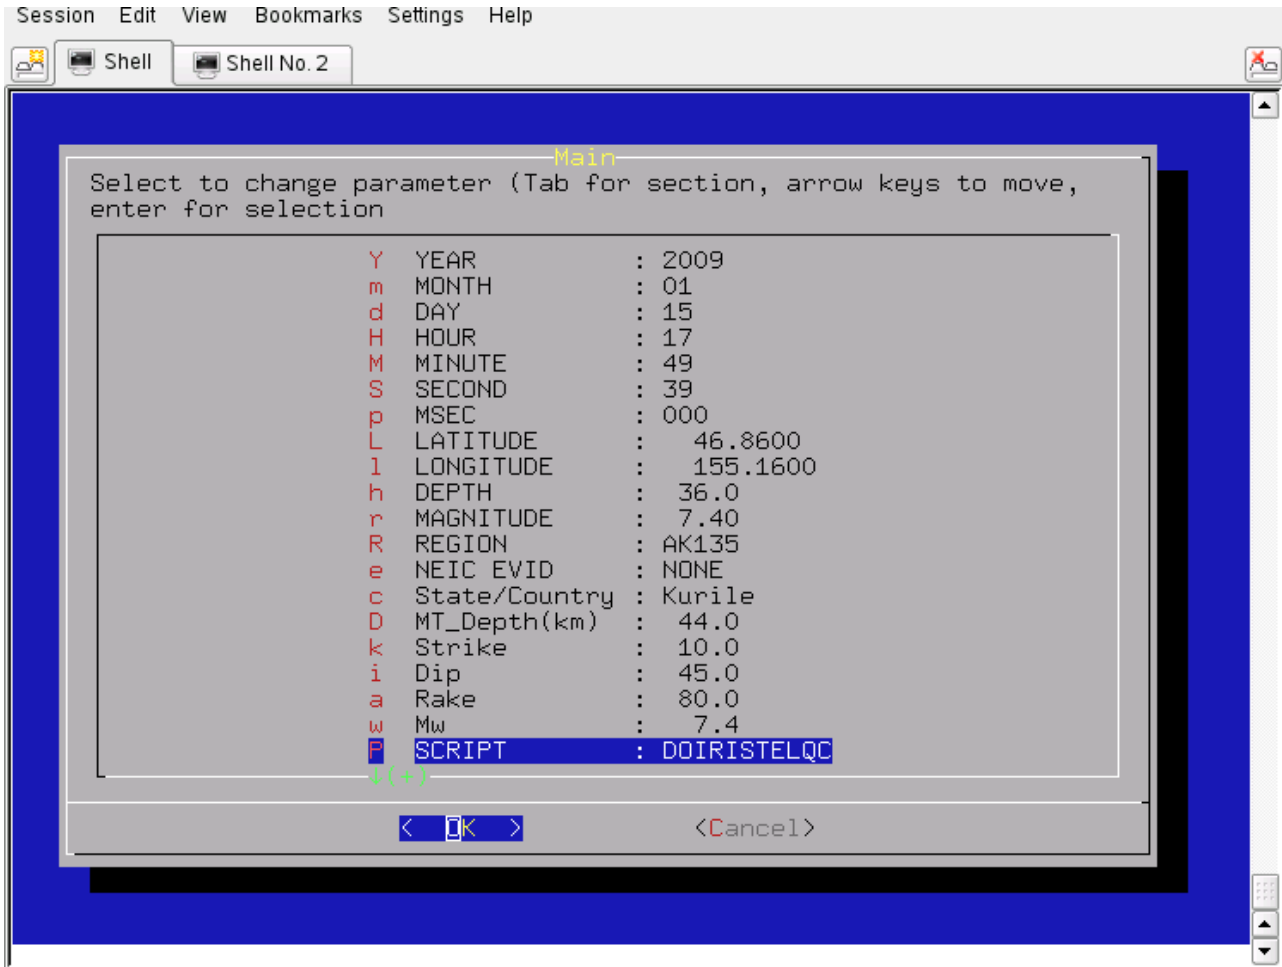 Session Edit View Bookmarks Settings Help
Shell Shell No. 2
Main
Select to change parameter (Tab for section, arrow keys to move,
enter for selection
Y YEAR : 2009
m MONTH : 01
d DAY : 15
H HOUR : 17
M MINUTE : 49
S SECOND : 39
p MSEC : 000
L LATITUDE : 46.8600
l LONGITUDE : 155.1600
h DEPTH : 36.0
r MAGNITUDE : 7.40
R REGION : AK135
e NEIC EVID : NONE
c State/Country : Kurile
D MT_Depth(km) : 44.0
k Strike : 10.0
i Dip : 45.0
a Rake : 80.0
w Mw : 7.4
P SCRIPT : DOIRISTELQC
↓(+)
< OK > <Cancel>